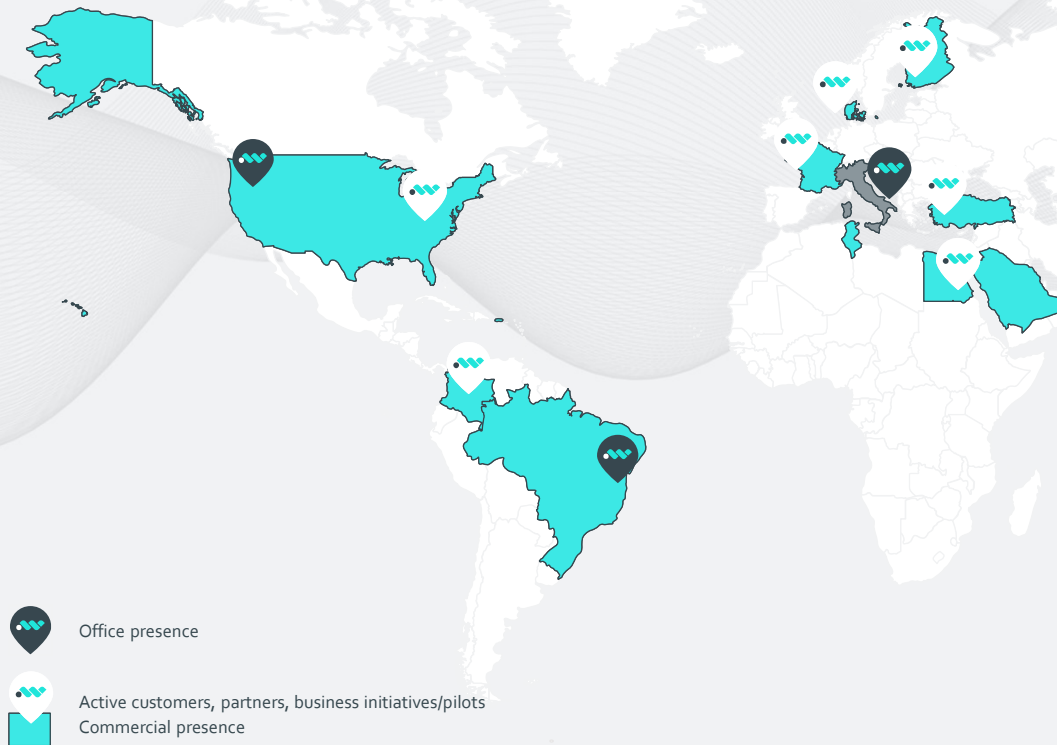 Office presence
Active customers, partners, business initiatives/pilots
Commercial presence